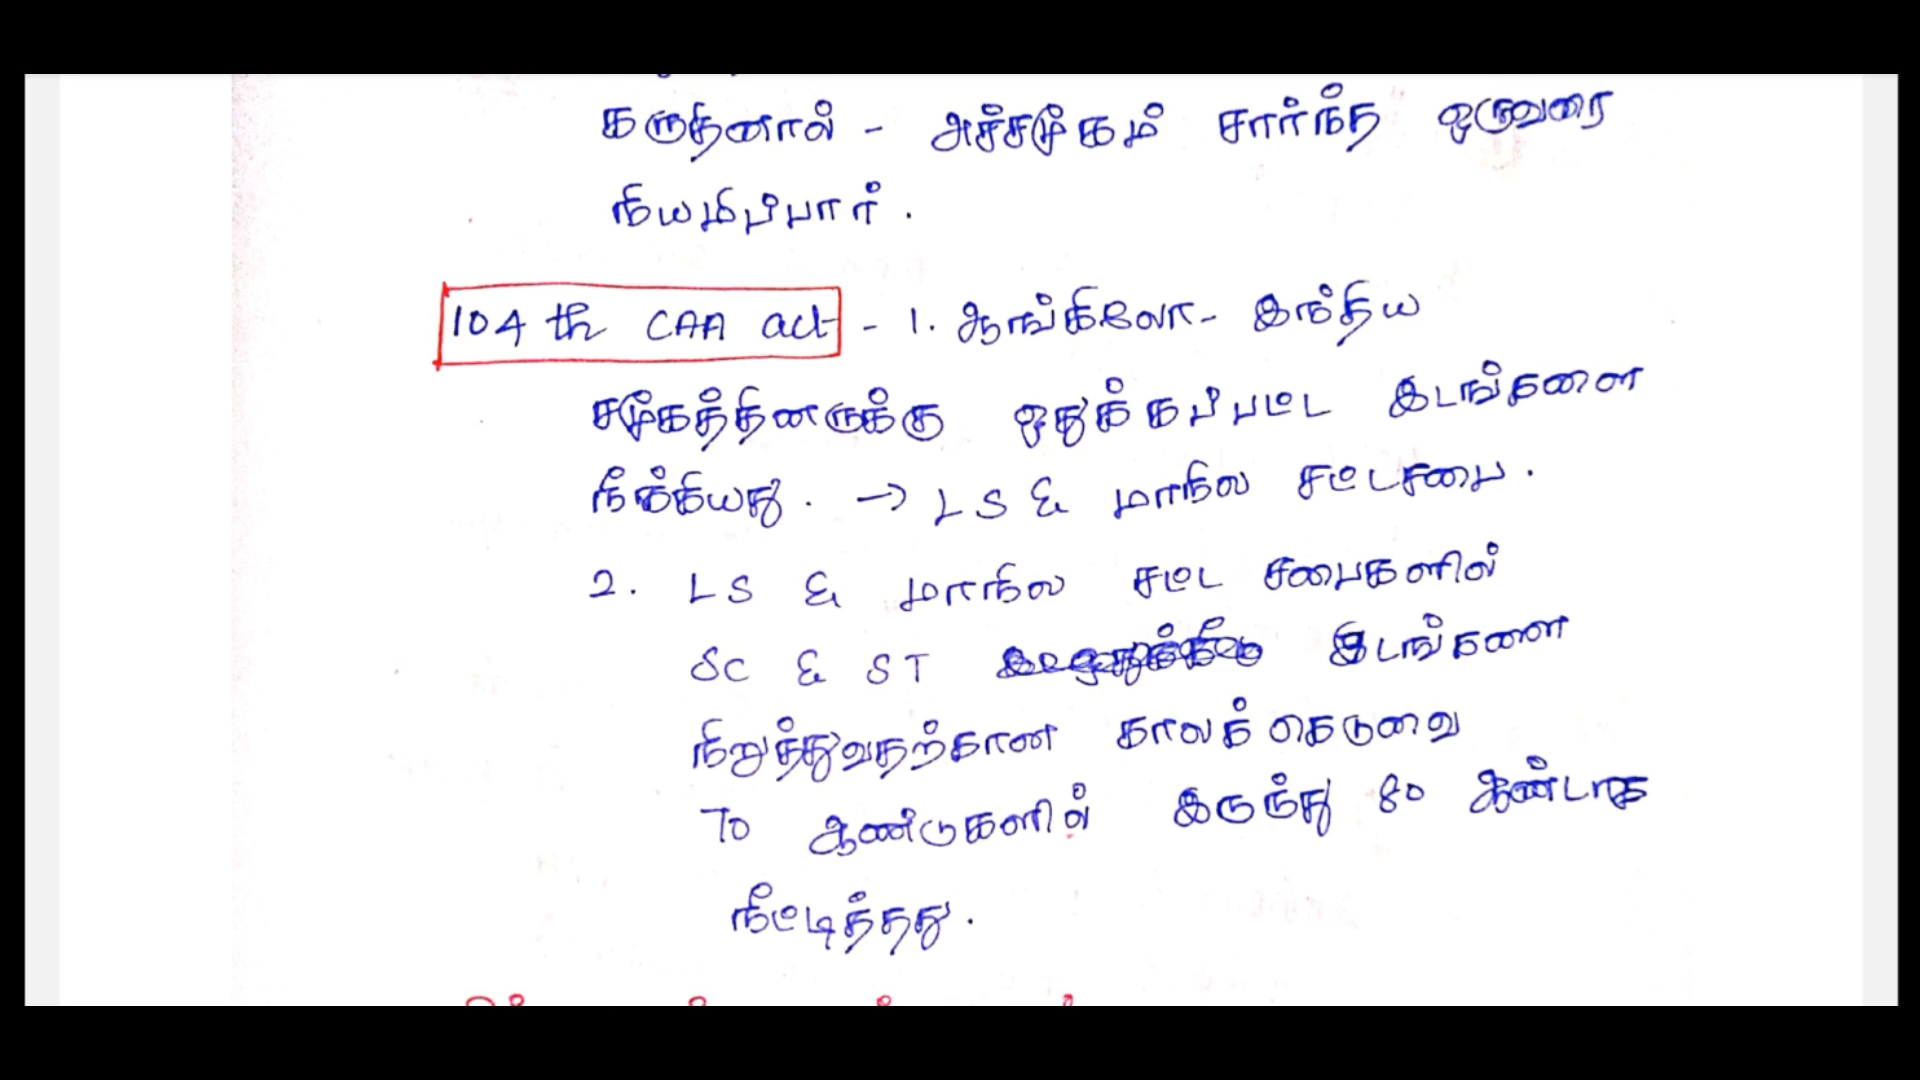 கருதினால் - அச்சமூகம் சார்ந்த ஒருவரை
நியமிப்பார்.
104 th CAA act - 1. ஆங்கிலோ- இந்திய
சமூகத்தினருக்கு ஒதுக்கப்பட்ட இடங்களை
நீக்கியது. → LS & மாநில சட்டசபை.
2. LS & மாநில சட்ட சபைகளில்
SC & ST இடங்களை
நிறுத்துவதற்கான காலக்கெடுவை
70 ஆண்டுகளில் இருந்து 80 ஆண்டாக
நீட்டித்தது.